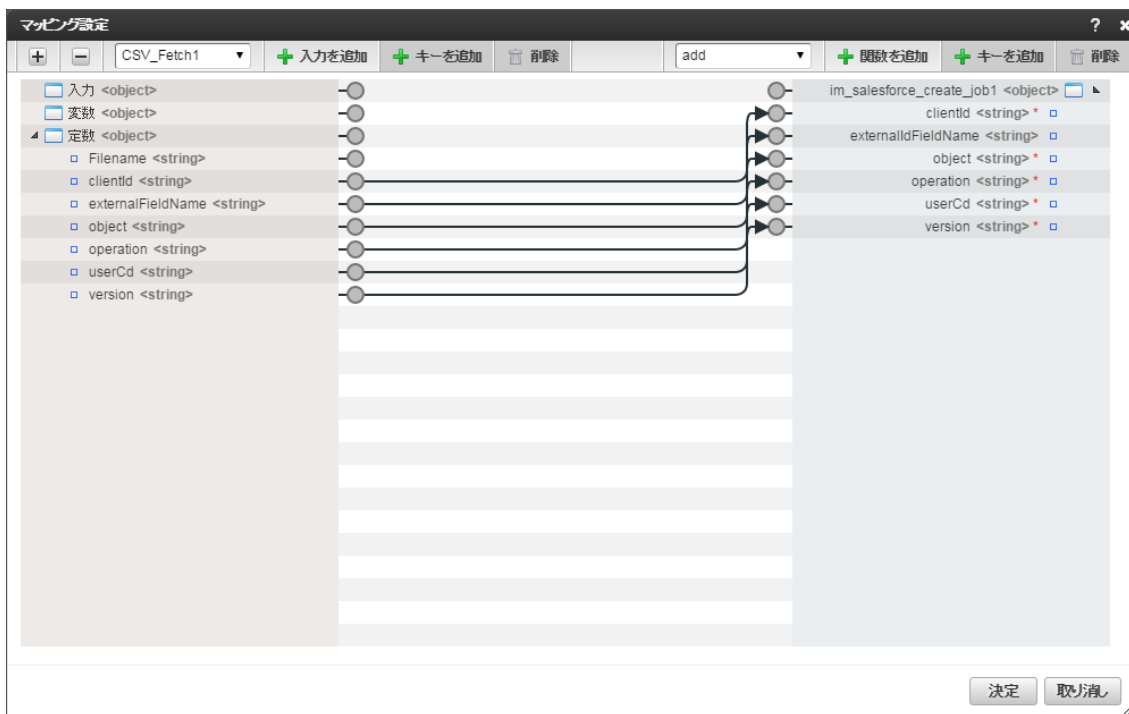 マッピング設定 ? ×
CSV_Fetch1 入力を追加 キーを追加 削除 add 関数を追加 キーを追加 削除
入力 <object> im_salesforce_create_job1 <object>
変数 <object> clientId <string> *
定数 <object> externalIdFieldName <string>
Filename <string> object <string> *
clientId <string> operation <string> *
externalFieldName <string> userCd <string> *
object <string> version <string> *
operation <string>
userCd <string>
version <string>
決定 取り消し